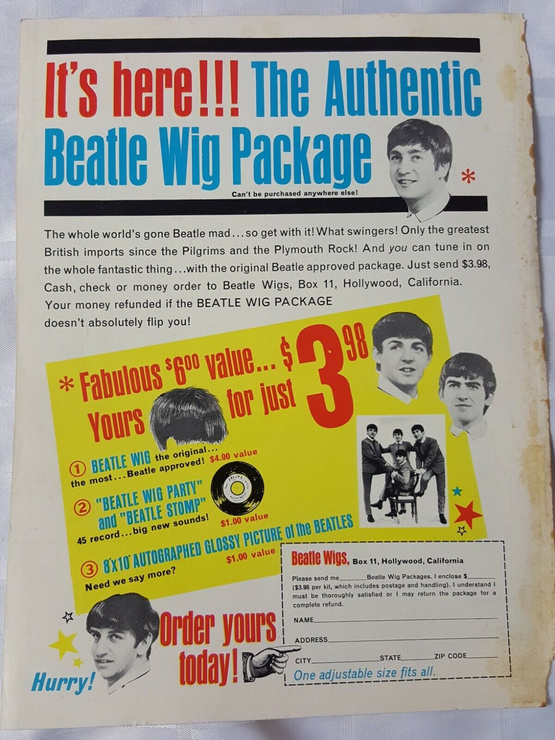 It's here!!! The Authentic
Beatle Wig Package
Can't be purchased anywhere else!
*
The whole world's gone Beatle mad...so get with it! What swingers! Only the greatest
British imports since the Pilgrims and the Plymouth Rock! And you can tune in on
the whole fantastic thing...with the original Beatle approved package. Just send $3.98,
Cash, check or money order to Beatle Wigs, Box 11, Hollywood, California.
Your money refunded if the BEATLE WIG PACKAGE
doesn't absolutely flip you!
* Fabulous $6.00 value... $3.98
Yours for just
1 BEATLE WIG the original...
the most...Beatle approved! $4.00 value
2 "BEATLE WIG PARTY"
and "BEATLE STOMP"
45 record...big new sounds! $1.00 value
3 8X10" AUTOGRAPHED GLOSSY PICTURE of the BEATLES
Need we say more? $1.00 value
Hurry!
Order yours
today!
Beatle Wigs, Box 11, Hollywood, California
Please send me______Beatle Wig Packages. I enclose $______
($3.98 per kit, which includes postage and handling). I understand I
must be thoroughly satisfied or I may return the package for a
complete refund.
NAME
ADDRESS
CITY STATE ZIP CODE
One adjustable size fits all.